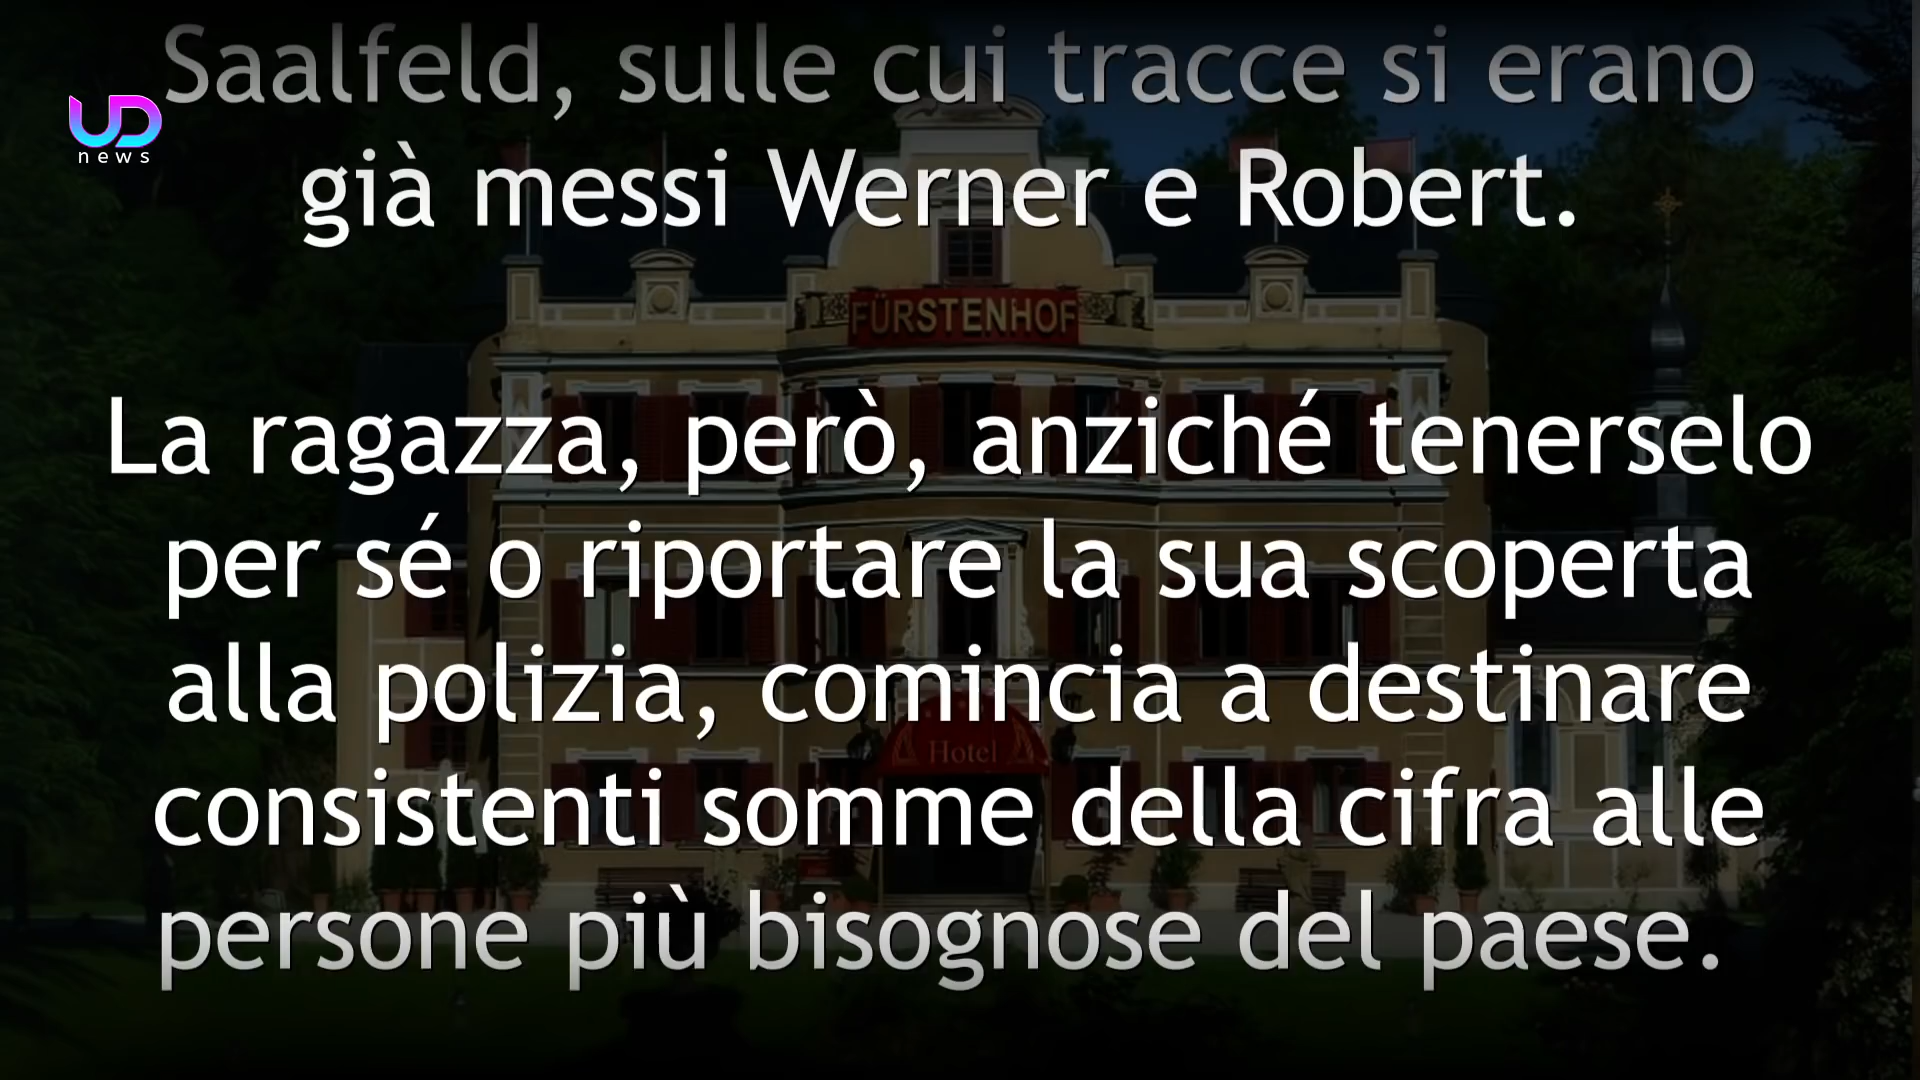 Saalfeld, sulle cui tracce si erano
UD
news
già messi Werner e Robert.
FÜRSTENHOF
La ragazza, però, anziché tenerselo
per sé o riportare la sua scoperta
alla polizia, comincia a destinare
Hotel
consistenti somme della cifra alle
persone più bisognose del paese.